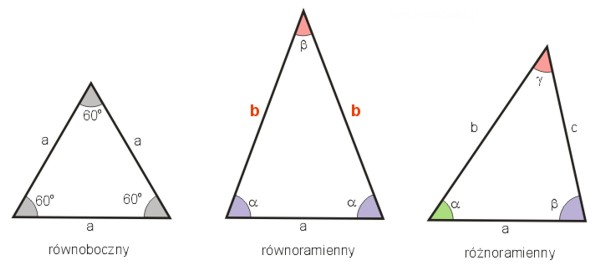 60°
a
a
60°
60°
a
równoboczny
β
b
b
α
α
a
równoramienny
γ
b
c
α
β
a
różnoramienny